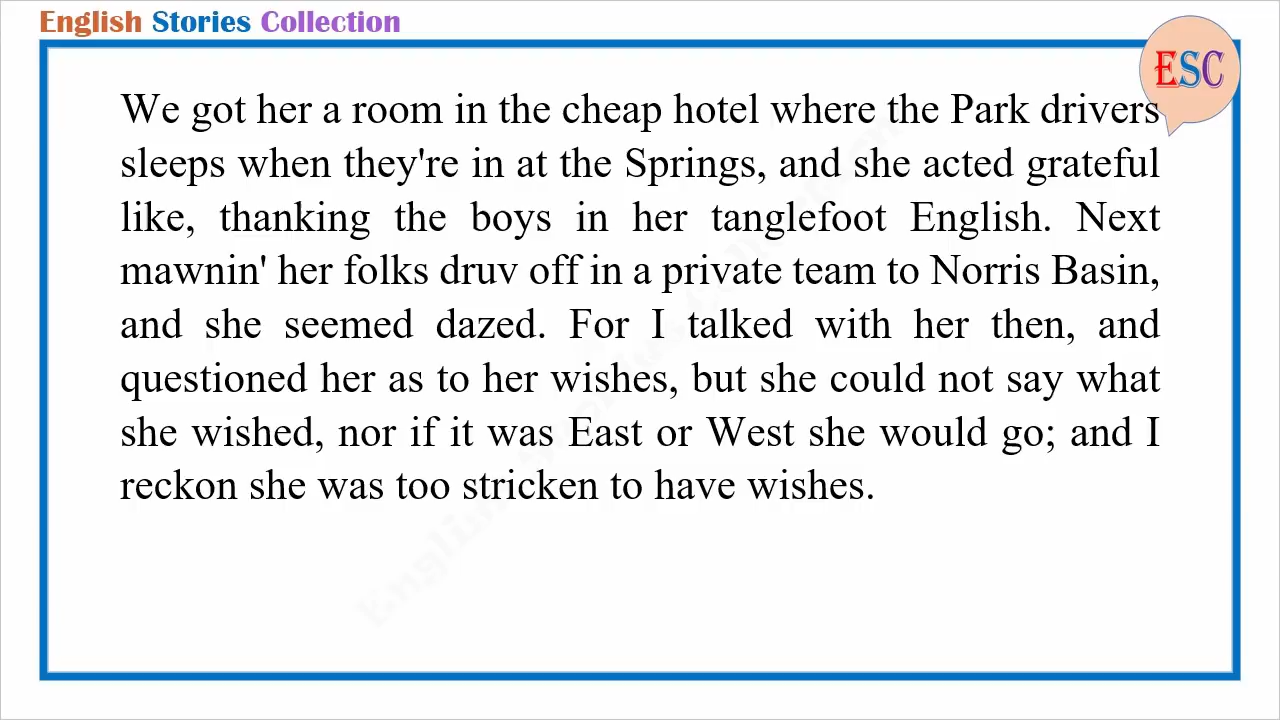 English Stories Collection
ESC
We got her a room in the cheap hotel where the Park drivers
sleeps when they're in at the Springs, and she acted grateful
like, thanking the boys in her tanglefoot English. Next
mawnin' her folks druv off in a private team to Norris Basin,
and she seemed dazed. For I talked with her then, and
questioned her as to her wishes, but she could not say what
she wished, nor if it was East or West she would go; and I
reckon she was too stricken to have wishes.